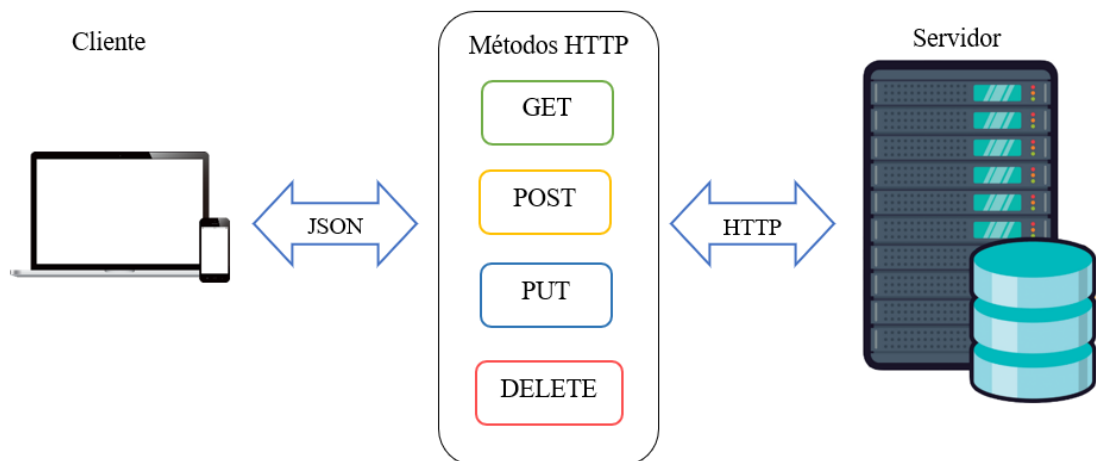 Cliente
Métodos HTTP
Servidor
GET
POST
JSON
HTTP
PUT
DELETE